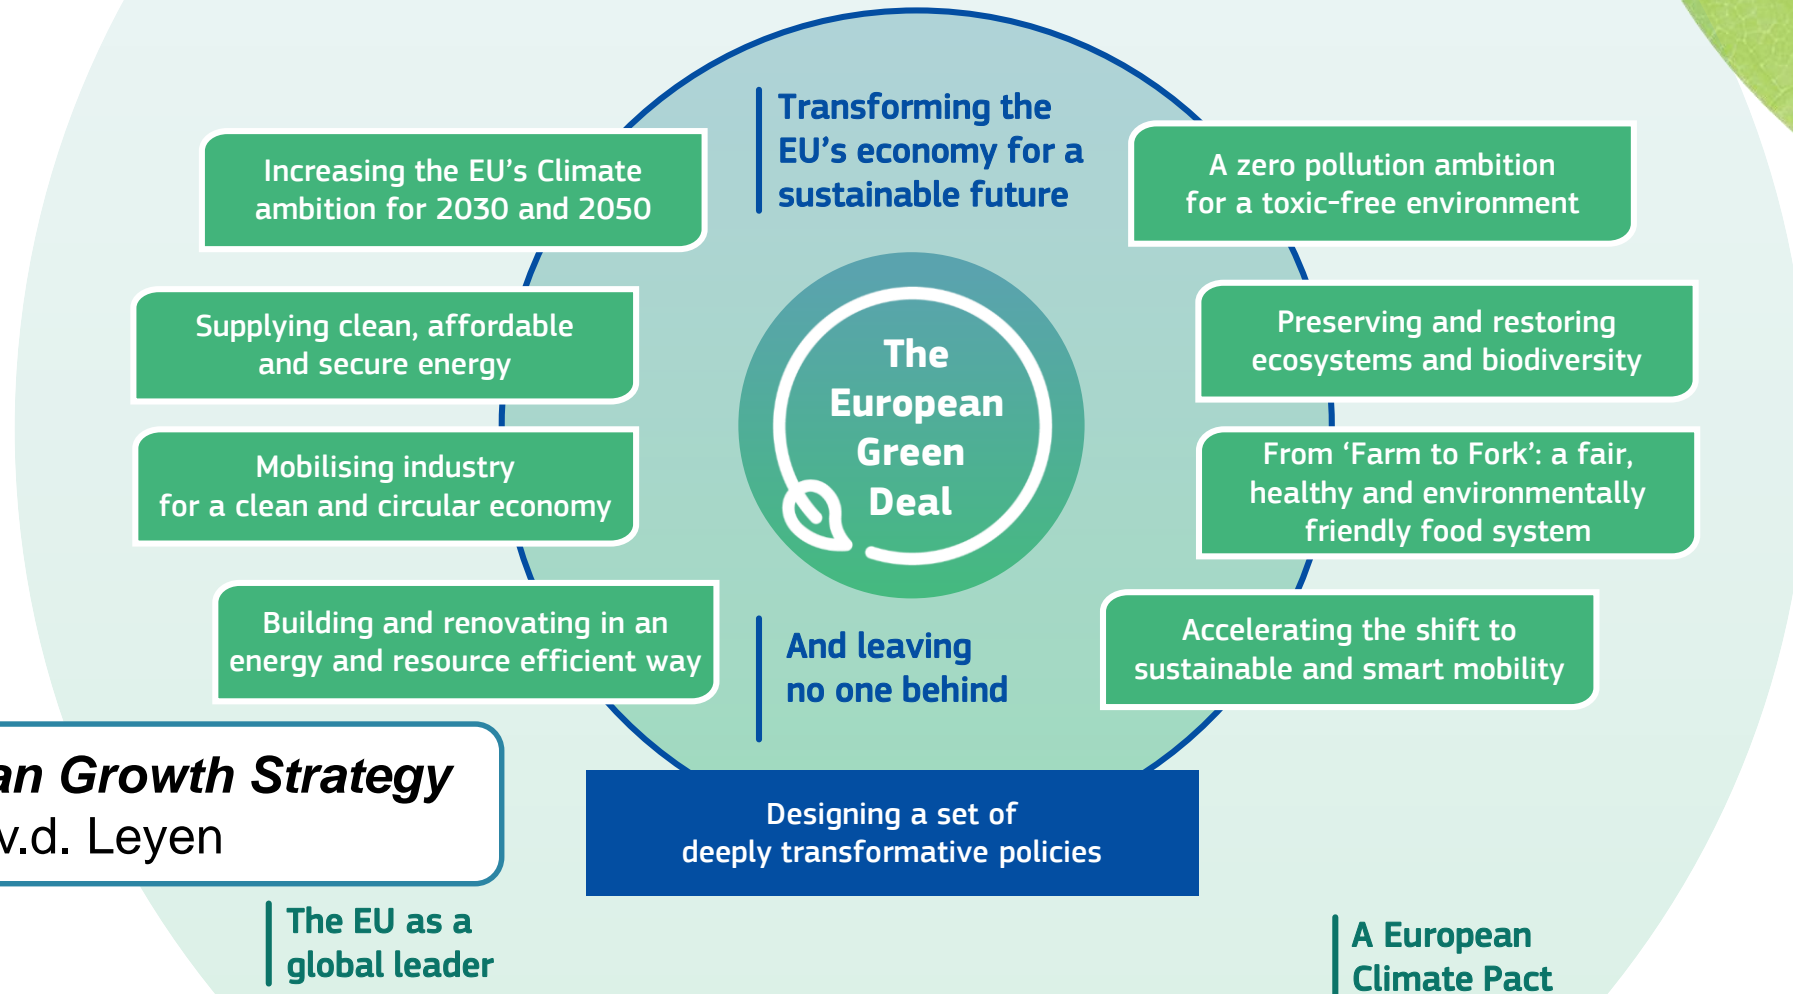 Transforming the
EU's economy for a
sustainable future
Increasing the EU's Climate
ambition for 2030 and 2050
Supplying clean, affordable
and secure energy
Mobilising industry
for a clean and circular economy
Building and renovating in an
energy and resource efficient way
The
European
Green
Deal
A zero pollution ambition
for a toxic-free environment
Preserving and restoring
ecosystems and biodiversity
From ‘Farm to Fork’: a fair,
healthy and environmentally
friendly food system
Accelerating the shift to
sustainable and smart mobility
And leaving
no one behind
Growth Strategy
v.d. Leyen
Designing a set of
deeply transformative policies
The EU as a
global leader
A European
Climate Pact